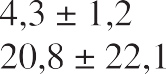 4,3 ± 1,2
20,8 ± 22,1